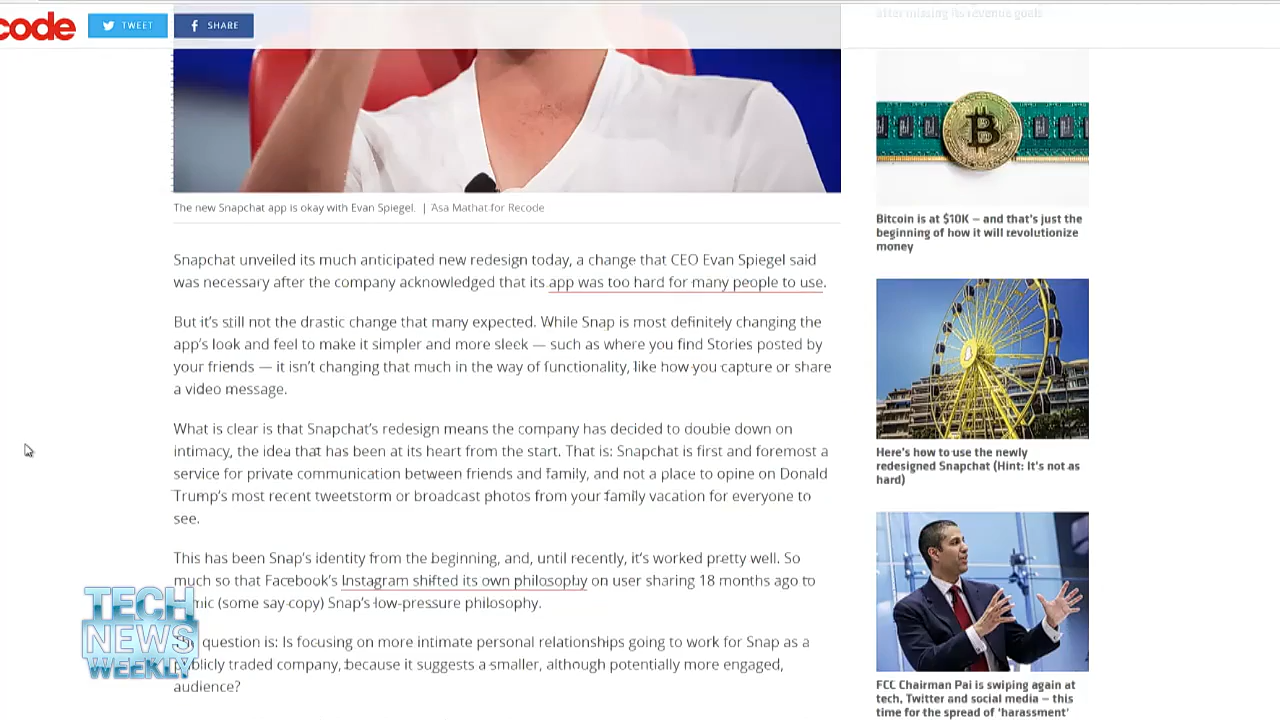 code
TWEET
SHARE
after missing its revenue goals
The new Snapchat app is okay with Evan Spiegel. | Asa Mathat for Recode
Snapchat unveiled its much anticipated new redesign today, a change that CEO Evan Spiegel said
was necessary after the company acknowledged that its app was too hard for many people to use.
But it's still not the drastic change that many expected. While Snap is most definitely changing the
app's look and feel to make it simpler and more sleek — such as where you find Stories posted by
your friends — it isn't changing that much in the way of functionality, like how you capture or share
a video message.
What is clear is that Snapchat's redesign means the company has decided to double down on
intimacy, the idea that has been at its heart from the start. That is: Snapchat is first and foremost a
service for private communication between friends and family, and not a place to opine on Donald
Trump's most recent tweetstorm or broadcast photos from your family vacation for everyone to
see.
This has been Snap's identity from the beginning, and, until recently, it's worked pretty well. So
much so that Facebook's Instagram shifted its own philosophy on user sharing 18 months ago to
mic (some say copy) Snap's low-pressure philosophy.
question is: Is focusing on more intimate personal relationships going to work for Snap as a
publicly traded company, because it suggests a smaller, although potentially more engaged,
audience?
Bitcoin is at $10K – and that's just the
beginning of how it will revolutionize
money
Here's how to use the newly
redesigned Snapchat (Hint: It's not as
hard)
FCC Chairman Pai is swiping again at
tech, Twitter and social media – this
time for the spread of 'harassment'
TECH
NEWS
WEEKLY